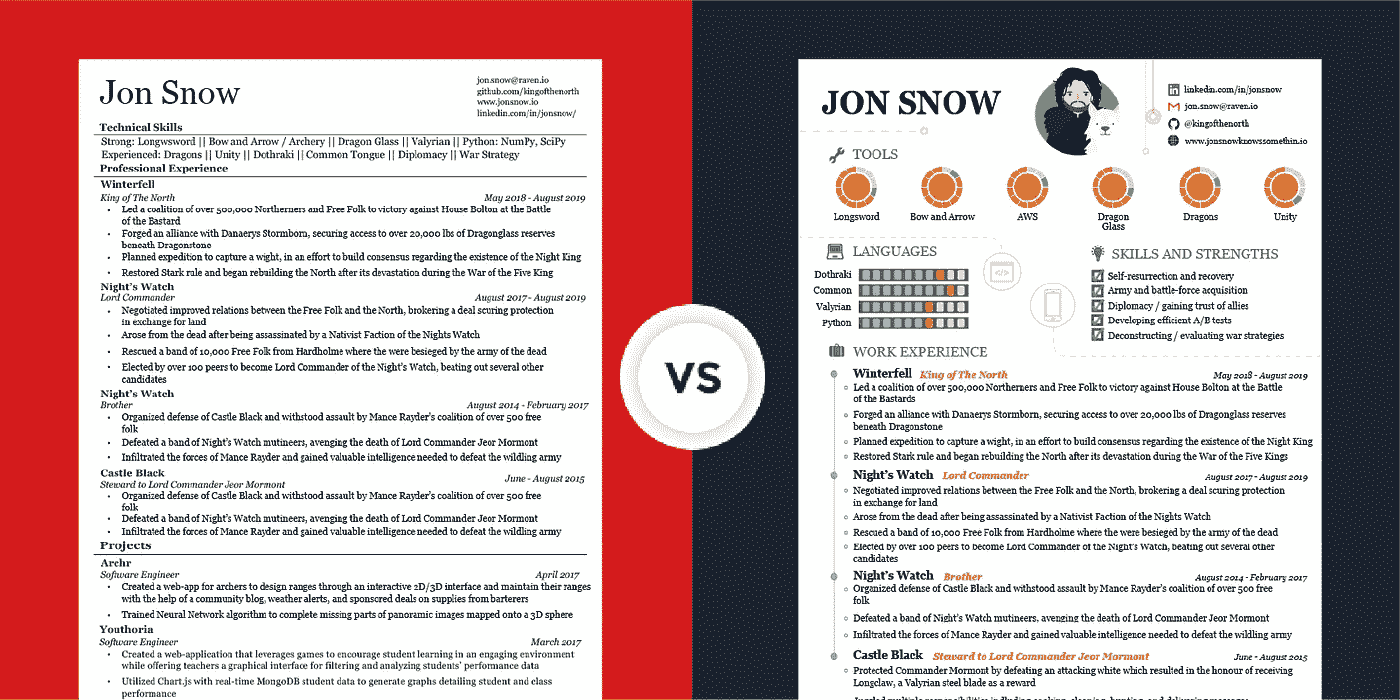 Jon Snow
jon.snow@raven.io
github.com/kingofthenorth
www.jonsnow.io
linkedin.com/in/jonsnow/
Technical Skills
Strong: Longwsword || Bow and Arrow / Archery || Dragon Glass || Valyrian || Python: NumPy, SciPy
Experienced: Dragons || Unity || Dothraki || Common Tongue || Diplomacy || War Strategy
Professional Experience
Winterfell
King of The North May 2018 - August 2019
• Led a coalition of over 500,000 Northerners and Free Folk to victory against House Bolton at the Battle
of the Bastard
• Forged an alliance with Danaerys Stormborn, securing access to over 20,000 lbs of Dragonglass reserves
beneath Dragonstone
• Planned expedition to capture a wight, in an effort to build consensus regarding the existence of the Night King
• Restored Stark rule and began rebuilding the North after its devastation during the War of the Five King
Night's Watch
Lord Commander August 2017 - August 2019
• Negotiated improved relations between the Free Folk and the North, brokering a deal scuring protection
in exchange for land
• Arose from the dead after being assassinated by a Nativist Faction of the Nights Watch
• Rescued a band of 10,000 Free Folk from Hardholme where the were besieged by the army of the dead
• Elected by over 100 peers to become Lord Commander of the Night's Watch, beating out several other
candidates
Night's Watch
Brother August 2014 - February 2017
• Organized defense of Castle Black and withstood assault by Mance Rayder's coalition of over 500 free
folk
• Defeated a band of Night's Watch mutineers, avenging the death of Lord Commander Jeor Mormont
• Infiltrated the forces of Mance Rayder and gained valuable intelligence needed to defeat the wildling army
Castle Black
Steward to Lord Commander Jeor Mormont June - August 2015
• Organized defense of Castle Black and withstood assault by Mance Rayder's coalition of over 500 free
folk
• Defeated a band of Night's Watch mutineers, avenging the death of Lord Commander Jeor Mormont
• Infiltrated the forces of Mance Rayder and gained valuable intelligence needed to defeat the wildling army
Projects
Archr
Software Engineer April 2017
• Created a web-app for archers to design ranges through an interactive 2D/3D interface and maintain their ranges
with the help of a community blog, weather alerts, and sponsored deals on supplies from barterers
• Trained Neural Network algorithm to complete missing parts of panoramic images mapped onto a 3D sphere
Youthoria
Software Engineer March 2017
• Created a web-application that leverages games to encourage student learning in an engaging environment
while offering teachers a graphical interface for filtering and analyzing students' performance data
• Utilized Chart.js with real-time MongoDB student data to generate graphs detailing student and class
performance
VS
JON SNOW
linkedin.com/in/jonsnow
jon.snow@raven.io
@kingofthenorth
www.jonsnowknowssomethin.io
TOOLS
Longsword Bow and Arrow AWS Dragon Dragons Unity
Glass
LANGUAGES
Dothraki
Common
Valyrian
Python
SKILLS AND STRENGTHS
Self-resurrection and recovery
Army and battle-force acquisition
Diplomacy / gaining trust of allies
Developing efficient A/B tests
Deconstructing / evaluating war strategies
WORK EXPERIENCE
Winterfell King of The North May 2018 - August 2019
Led a coalition of over 500,000 Northerners and Free Folk to victory against House Bolton at the Battle
of the Bastards
Forged an alliance with Danaerys Stormborn, securing access to over 20,000 lbs of Dragonglass reserves
beneath Dragonstone
Planned expedition to capture a wight, in an effort to build consensus regarding the existence of the Night King
Restored Stark rule and began rebuilding the North after its devastation during the War of the Five Kings
Night's Watch Lord Commander August 2017 - August 2019
Negotiated improved relations between the Free Folk and the North, brokering a deal scuring protection
in exchange for land
Arose from the dead after being assassinated by a Nativist Faction of the Nights Watch
Rescued a band of 10,000 Free Folk from Hardholme where the were besieged by the army of the dead
Elected by over 100 peers to become Lord Commander of the Night's Watch, beating out several other
candidates
Night's Watch Brother August 2014 - February 2017
Organized defense of Castle Black and withstood assault by Mance Rayder's coalition of over 500 free
folk
Defeated a band of Night's Watch mutineers, avenging the death of Lord Commander Jeor Mormont
Infiltrated the forces of Mance Rayder and gained valuable intelligence needed to defeat the wildling army
Castle Black Steward to Lord Commander Jeor Mormont June - August 2015
Protected Commander Mormont by defeating an attacking white which resulted in the honour of receiving
Longclaw, a Valyrian steel blade as a reward